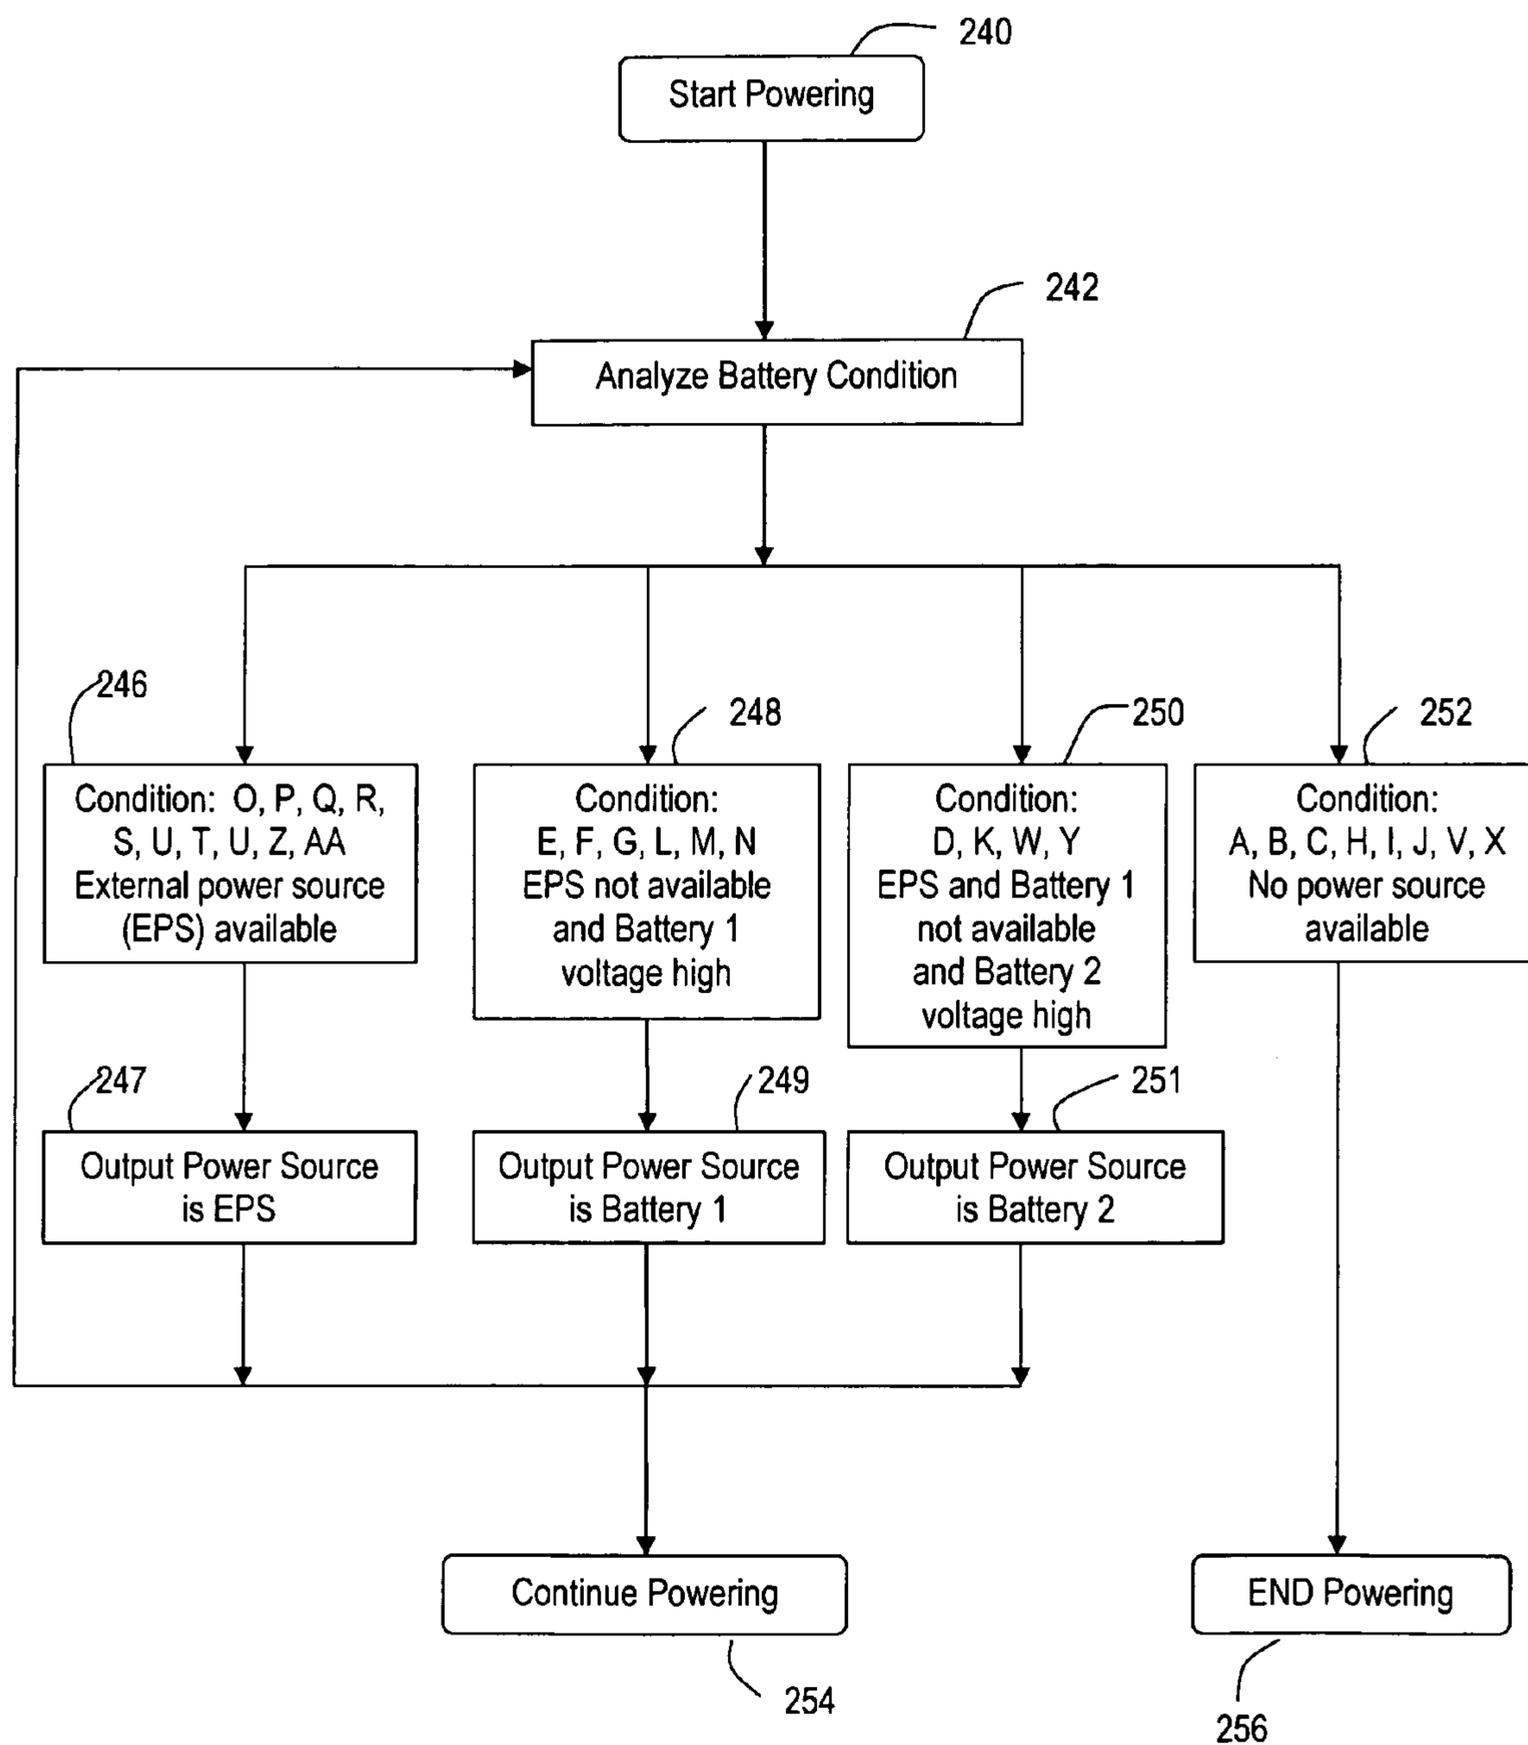 240
Start Powering
242
Analyze Battery Condition
246
248
250
252
Condition: O, P, Q, R,
S, U, T, U, Z, AA
External power source
(EPS) available
Condition:
E, F, G, L, M, N
EPS not available
and Battery 1
voltage high
Condition:
D, K, W, Y
EPS and Battery 1
not available
and Battery 2
voltage high
Condition:
A, B, C, H, I, J, V, X
No power source
available
247
249
251
Output Power Source
is EPS
Output Power Source
is Battery 1
Output Power Source
is Battery 2
Continue Powering
END Powering
254
256